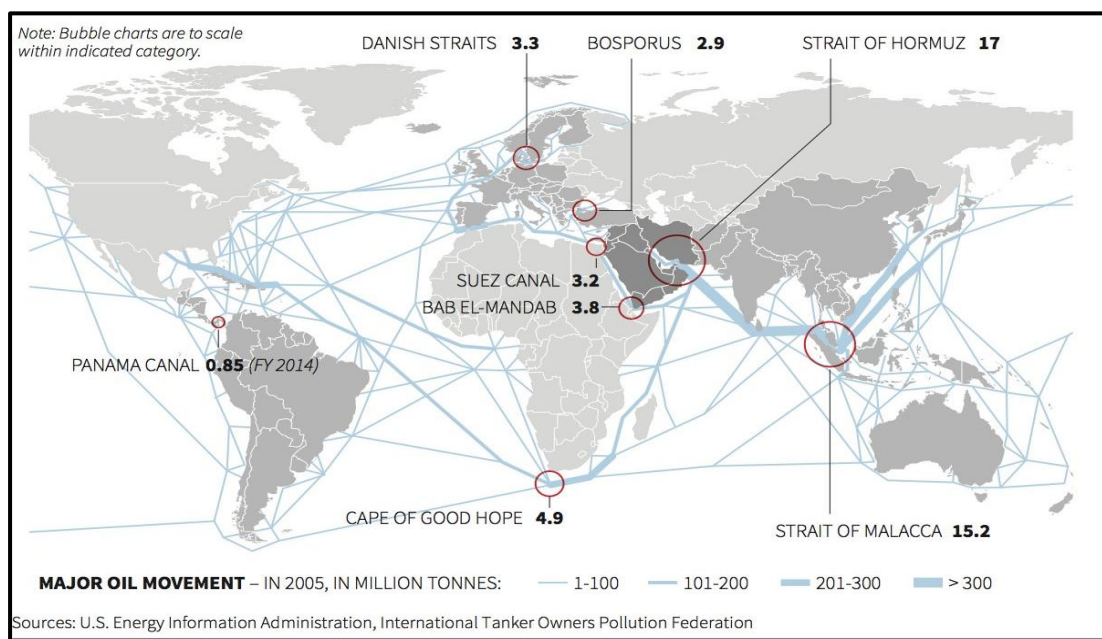 Note: Bubble charts are to scale
within indicated category.
DANISH STRAITS 3.3
BOSPORUS 2.9
STRAIT OF HORMUZ 17
SUEZ CANAL 3.2
BAB EL-MANDAB 3.8
PANAMA CANAL 0.85 (FY 2014)
CAPE OF GOOD HOPE 4.9
STRAIT OF MALACCA 15.2
MAJOR OIL MOVEMENT – IN 2005, IN MILLION TONNES: 1-100 101-200 201-300 > 300
Sources: U.S. Energy Information Administration, International Tanker Owners Pollution Federation